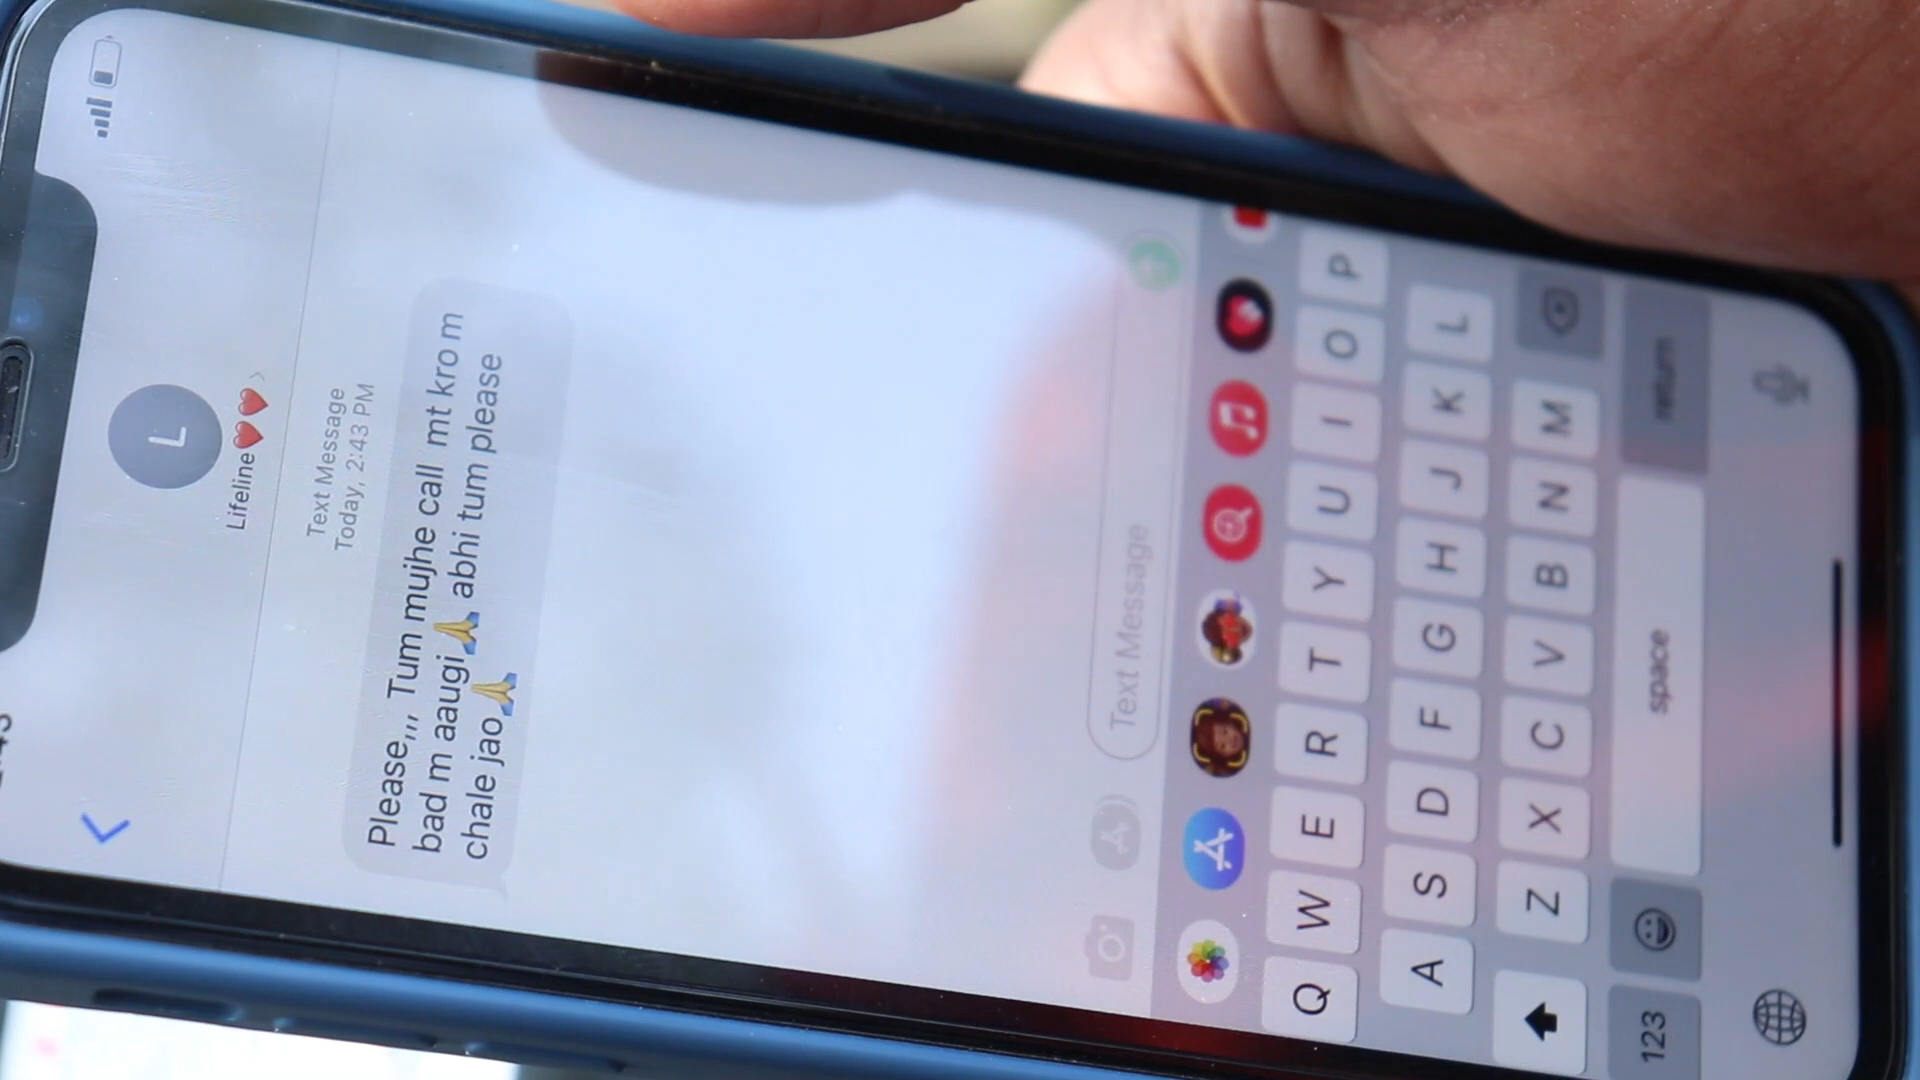 L
Lifeline❤️❤️ >
Text Message
Today, 2:43 PM
Please,,, Tum mujhe call mt kro m
bad m aaugi🙏 abhi tum please
chale jao🙏
Text Message
Q W E R T Y U I O P
A S D F G H J K L
Z X C V B N M
123 space return